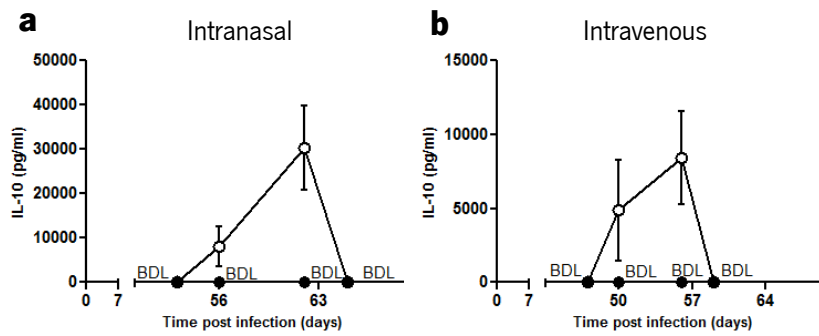 a
Intranasal
50000
40000
30000
20000
10000
0
IL-10 (pg/ml)
BDL BDL BDL BDL
0 7 56 63
Time post infection (days)
b
Intravenous
15000
10000
5000
0
IL-10 (pg/ml)
BDL BDL BDL BDL
0 7 50 57 64
Time post infection (days)